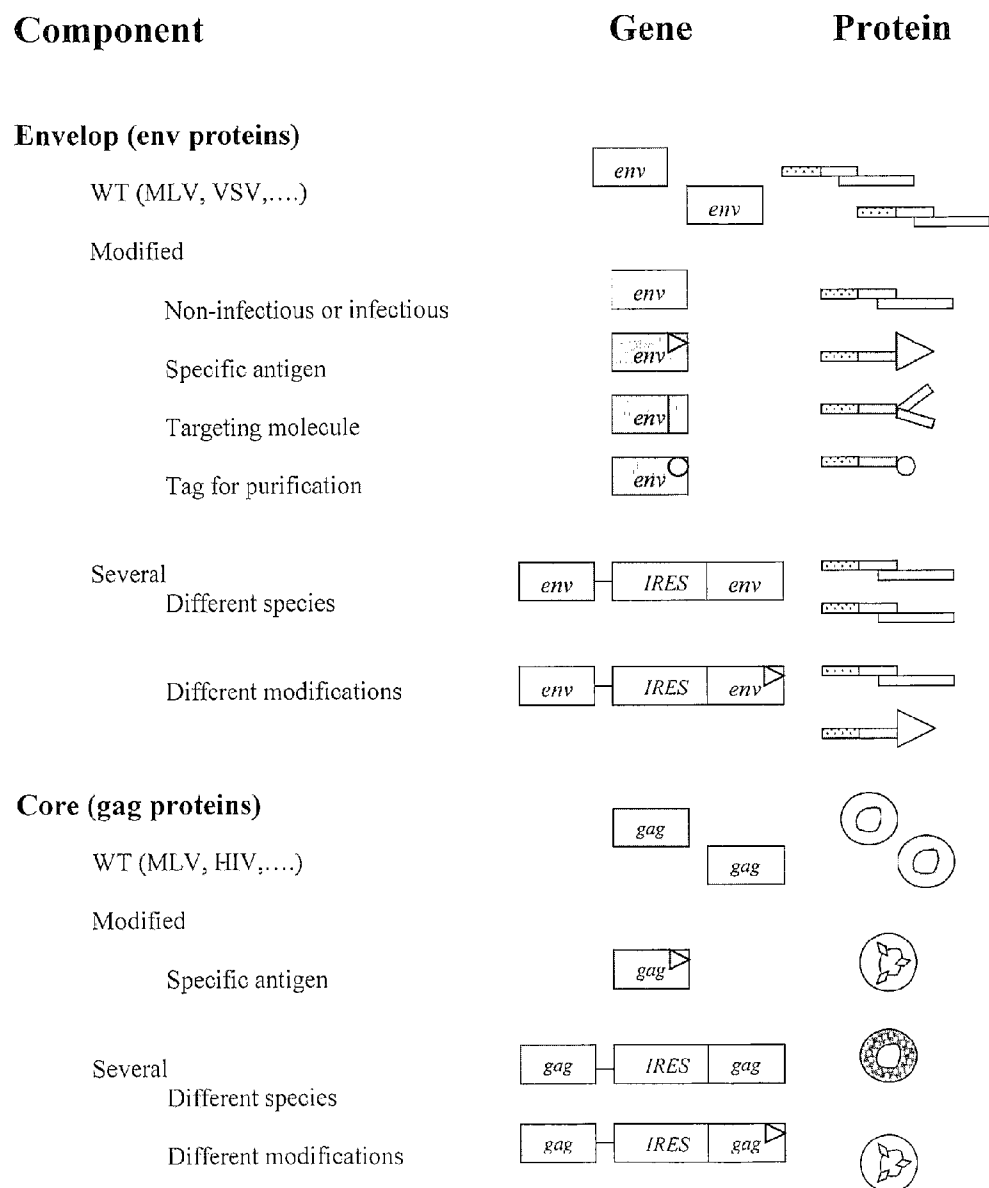 Component Gene Protein
Envelop (env proteins)
env
WT (MLV, VSV,....)
env
Modified
env
Non-infectious or infectious
env
Specific antigen
env
Targeting molecule
env
Tag for purification
Several
env IRES env
Different species
Different modifications env IRES env
Core (gag proteins)
gag
WT (MLV, HIV,....)
gag
Modified
Specific antigen gag
Several gag IRES gag
Different species
Different modifications gag IRES gag